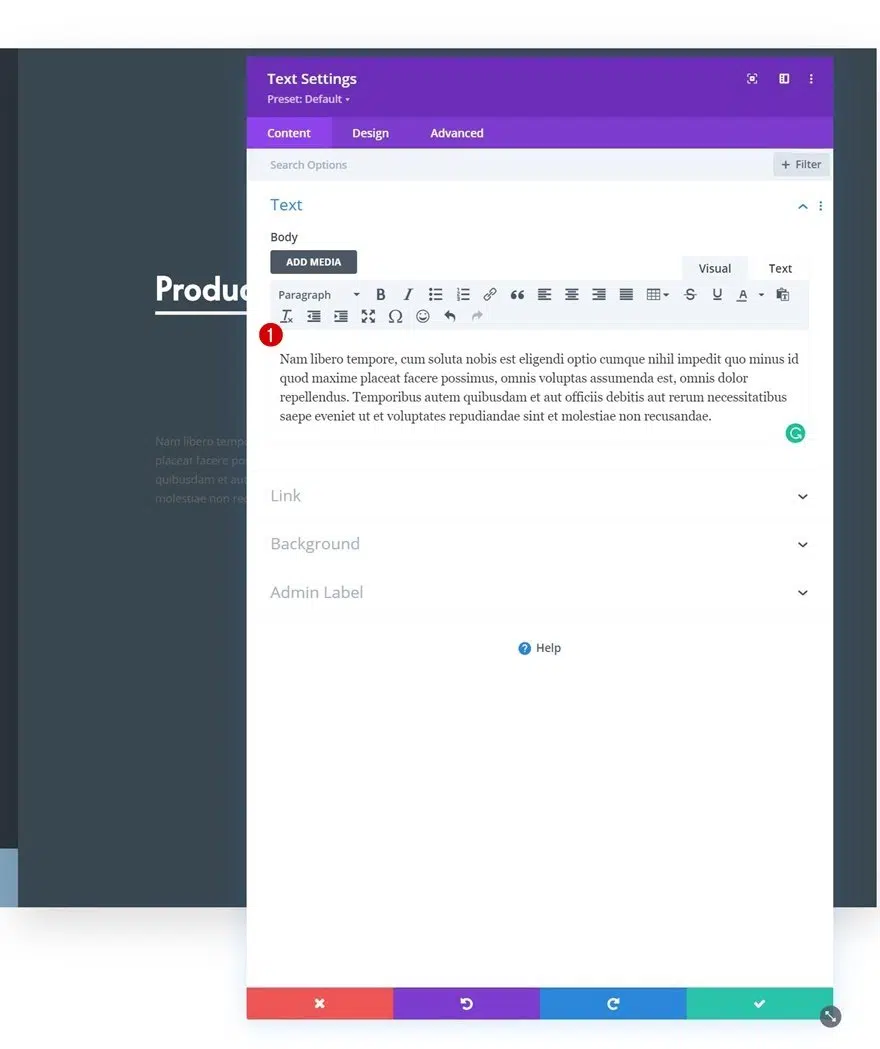 Text Settings
Preset: Default
Content Design Advanced
Search Options
+ Filter
Text
Body
ADD MEDIA
Visual Text
Paragraph
1
Nam libero tempore, cum soluta nobis est eligendi optio cumque nihil impedit quo minus id
quod maxime placeat facere possimus, omnis voluptas assumenda est, omnis dolor
repellendus. Temporibus autem quibusdam et aut officiis debitis aut rerum necessitatibus
saepe eveniet ut et voluptates repudiandae sint et molestiae non recusandae.
Link
Background
Admin Label
Help
Produc
Nam libero temp
placeat facere po
quibusdam et au
molestiae non rec